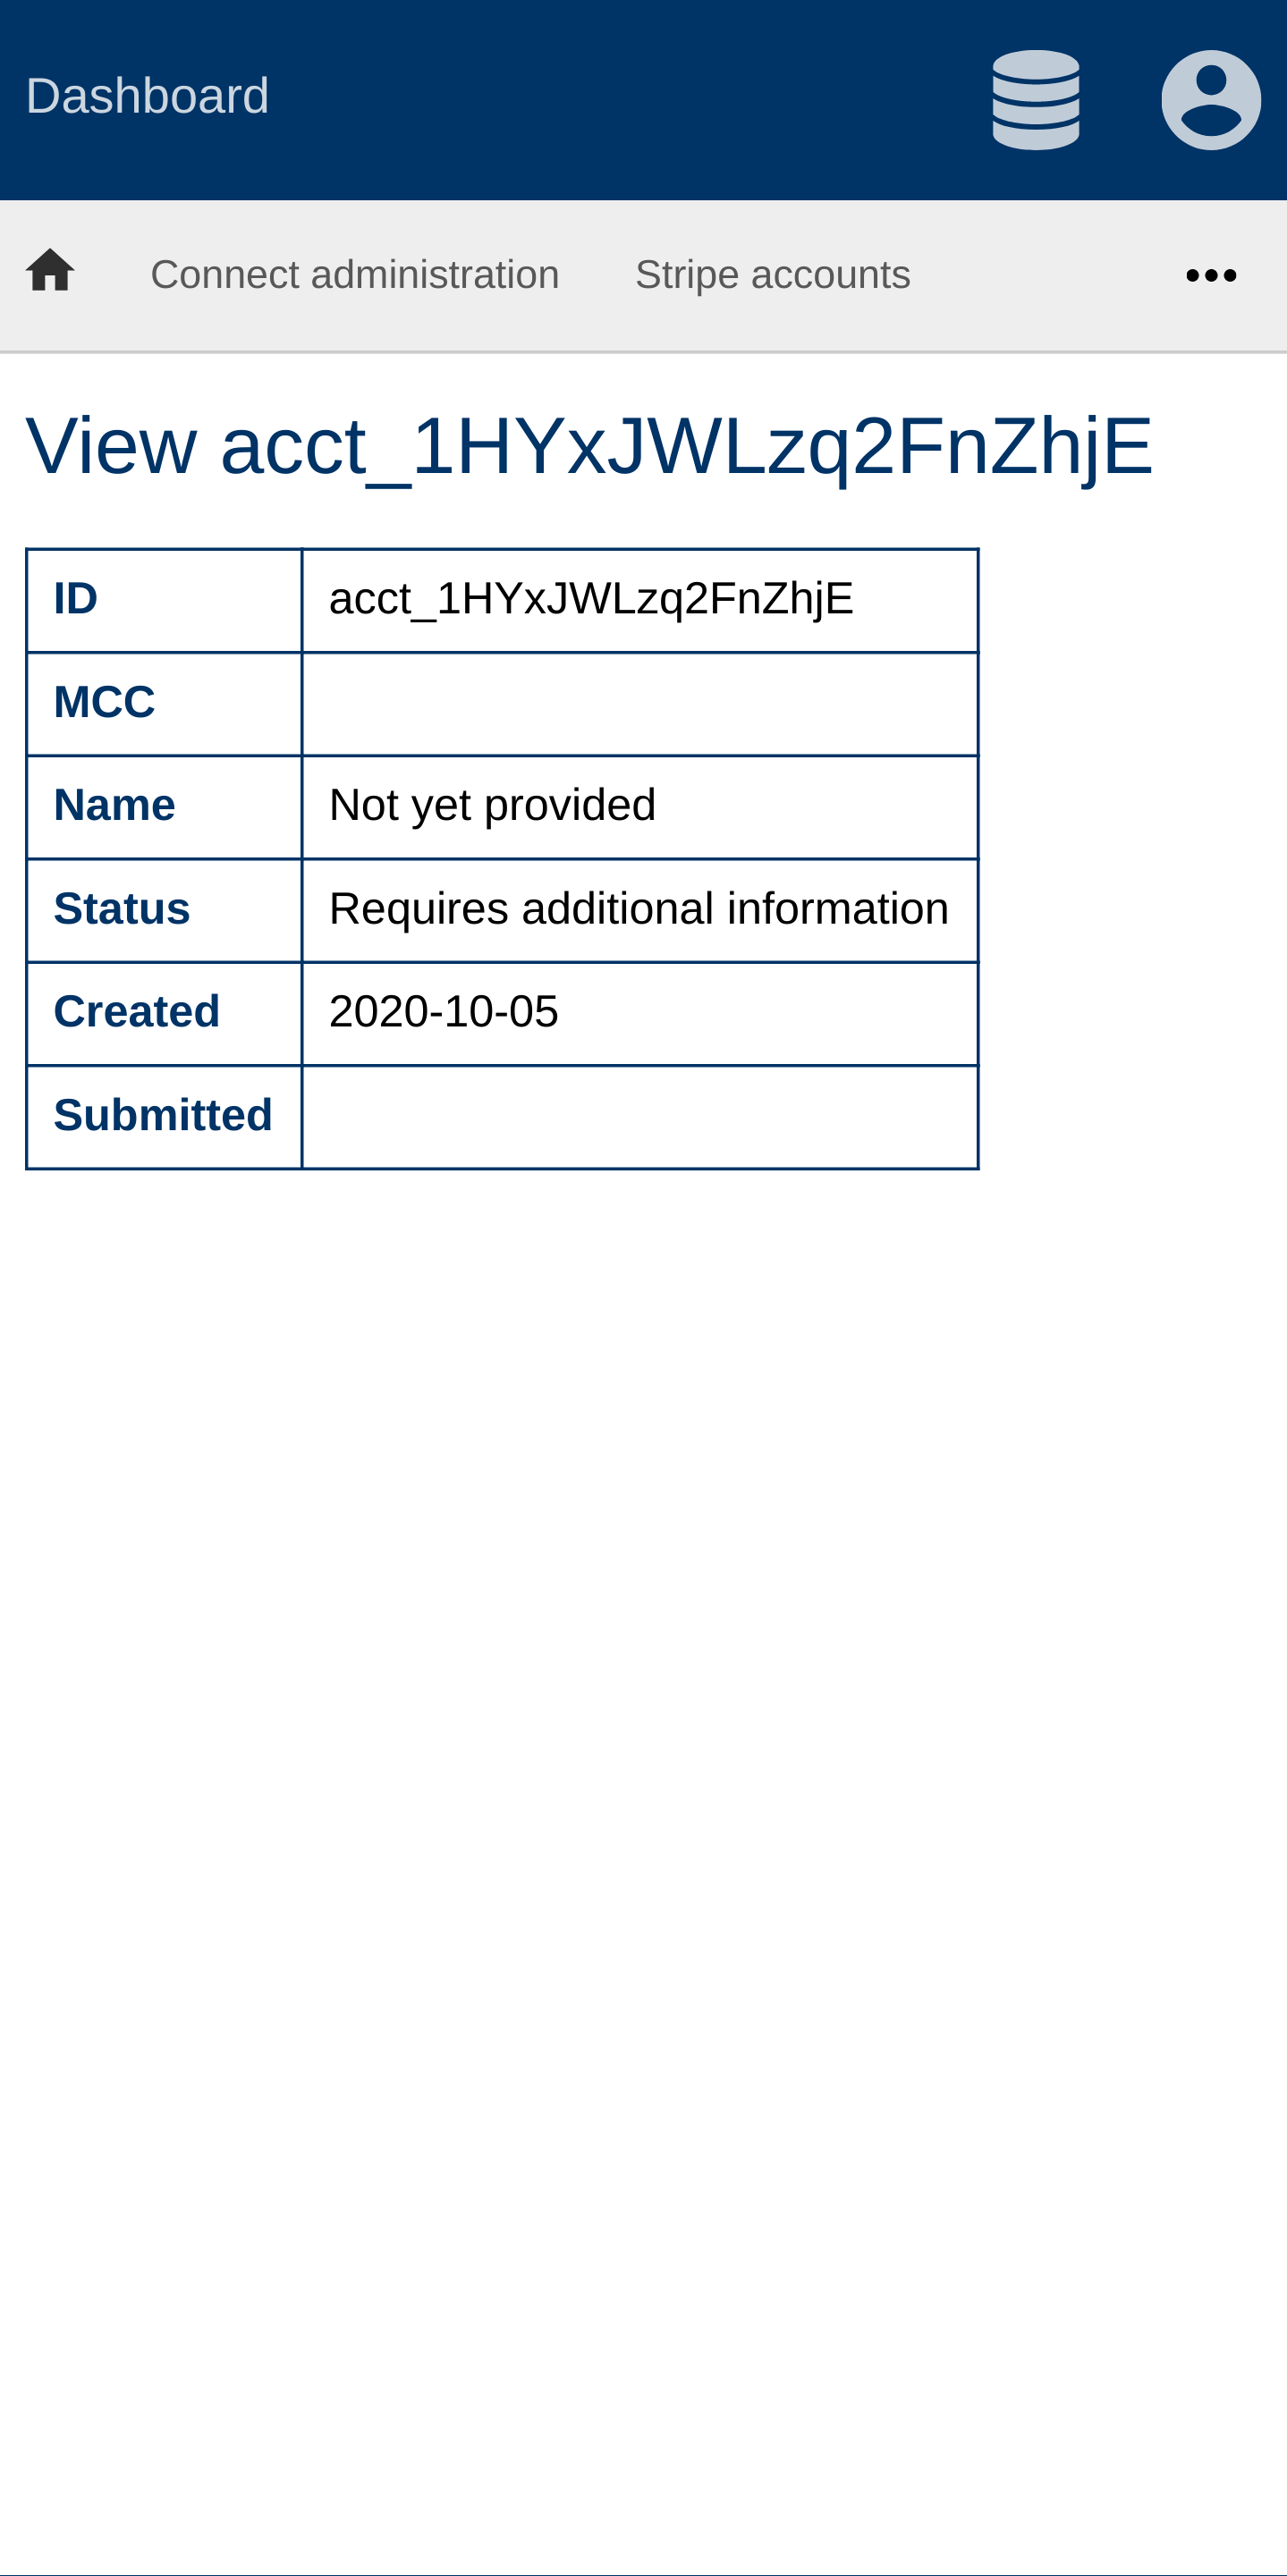 Dashboard
Connect administration Stripe accounts
View acct_1HYxJWLzq2FnZhjE
ID acct_1HYxJWLzq2FnZhjE
MCC
Name Not yet provided
Status Requires additional information
Created 2020-10-05
Submitted